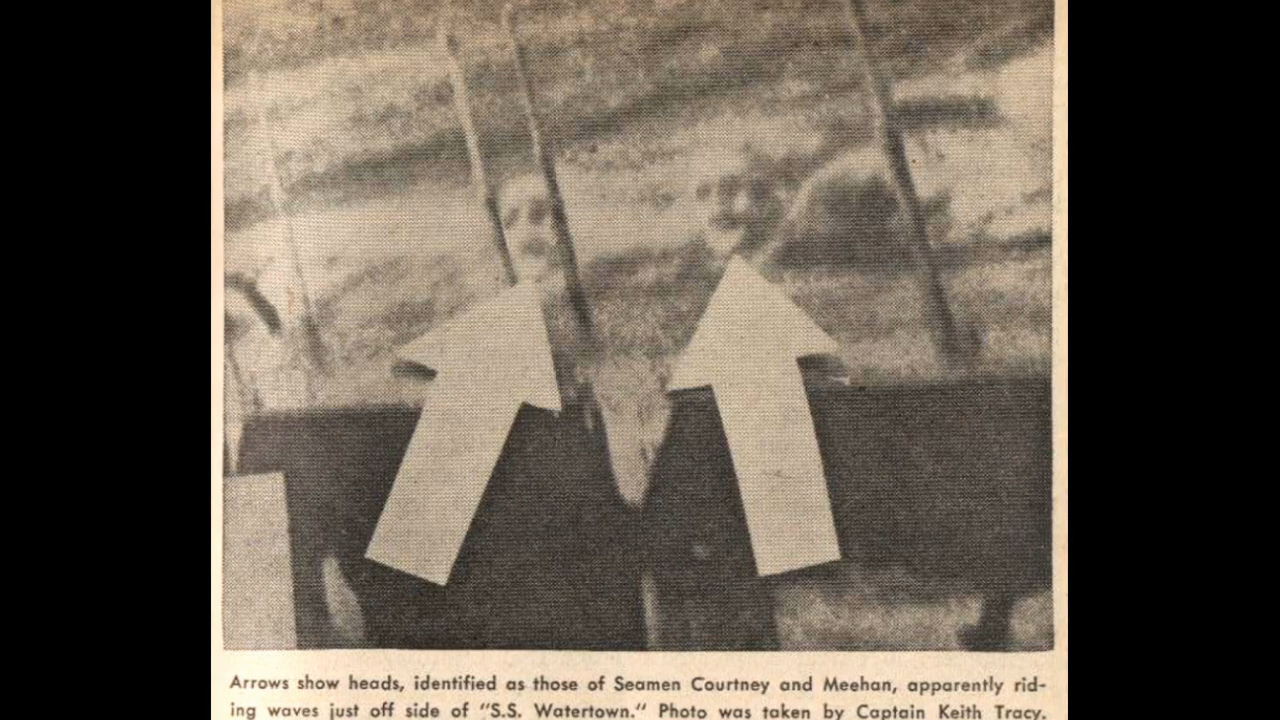 Arrows show heads, identified as those of Seamen Courtney and Meehan, apparently rid-
ing waves just off side of "S.S. Watertown." Photo was taken by Captain Keith Tracy.